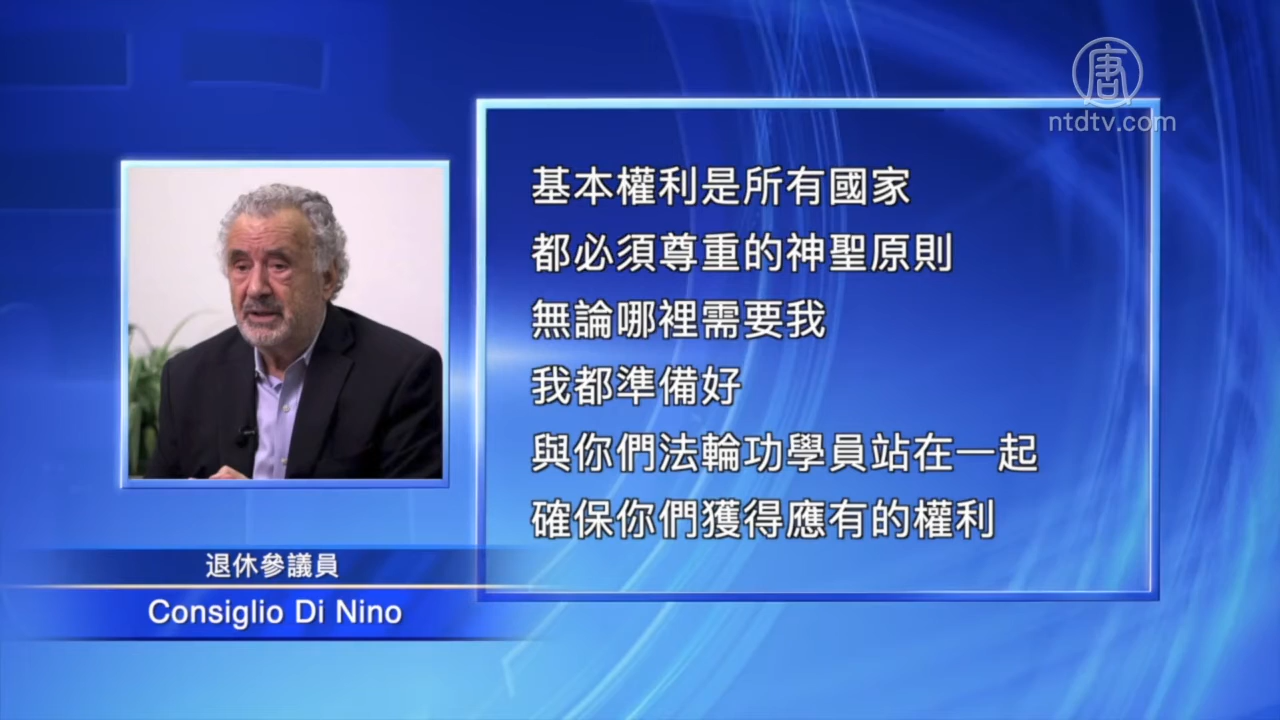 唐
ntdtv.com
基本權利是所有國家
都必須尊重的神聖原則
無論哪裡需要我
我都準備好
與你們法輪功學員站在一起
確保你們獲得應有的權利
退休參議員
Consiglio Di Nino